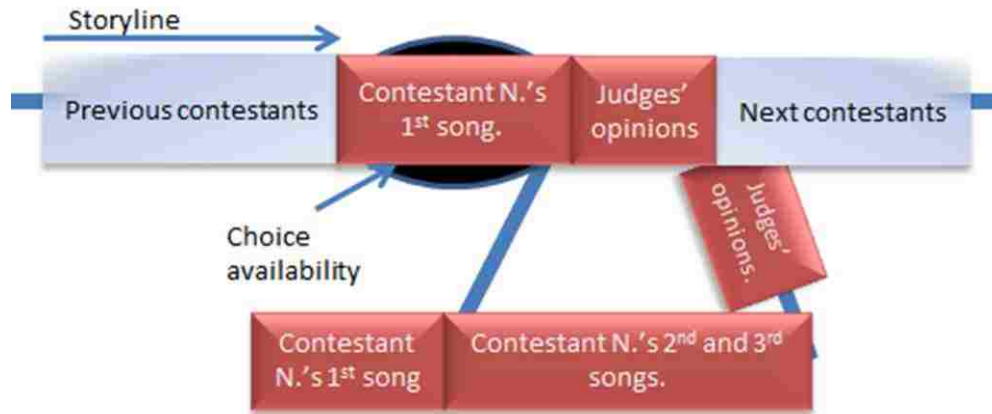 Storyline
Previous contestants
Contestant N.'s
1st song.
Judges'
opinions
Next contestants
Judges'
opinions.
Choice
availability
Contestant
N.'s 1st song
Contestant N.'s 2nd and 3rd
songs.